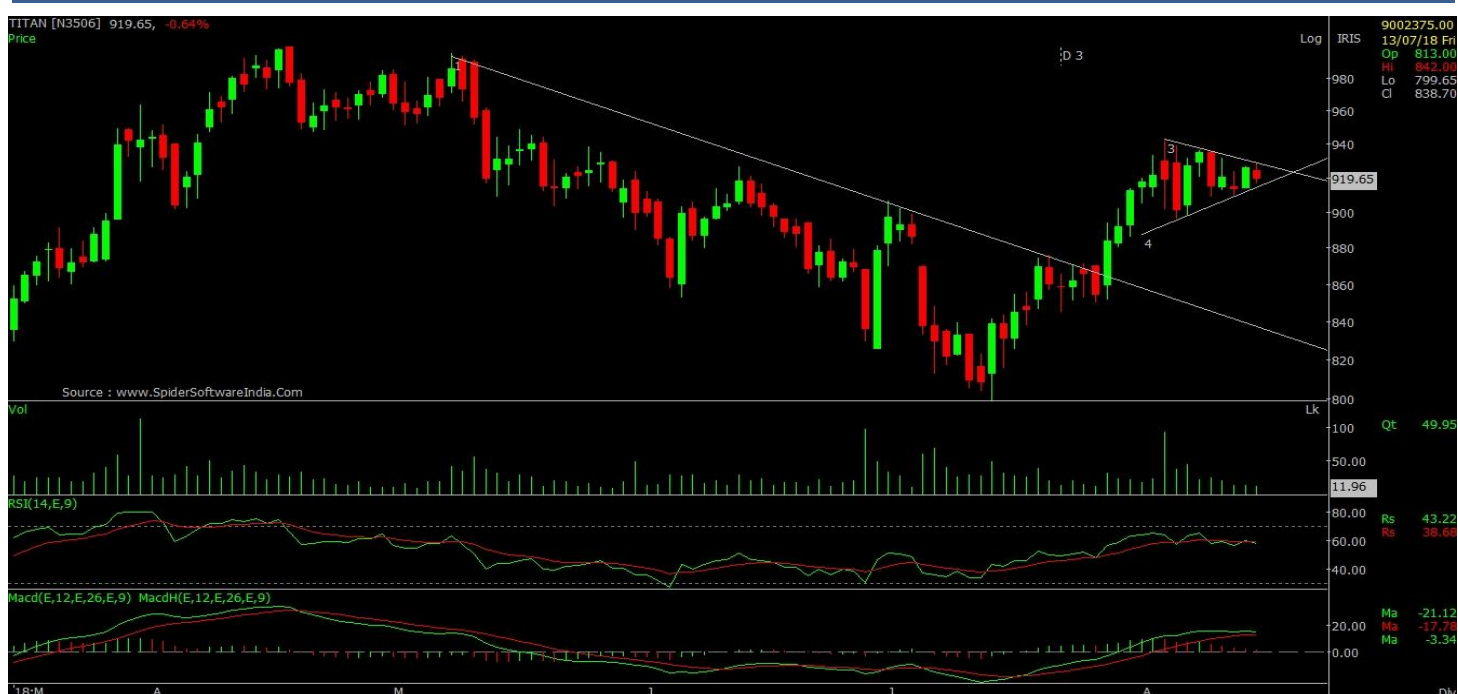 TITAN [N3506] 919.65, -0.64%
Price
Log
IRIS
9002375.00
13/07/18 Fri
Op 813.00
Hi 842.00
Lo 799.65
Cl 838.70
D 3
1
3
4
980
960
940
919.65
900
880
860
840
820
800
Source : www.SpiderSoftwareIndia.Com
Vol
Lk
100
50.00
11.96
Qt 49.95
RSI(14,E,9)
80.00
60.00
40.00
Rs 43.22
Rs 38.68
Macd(E,12,E,26,E,9) MacdH(E,12,E,26,E,9)
20.00
0.00
Ma -21.12
Ma -17.78
Ma -3.34
'18:M A M J J A Dly